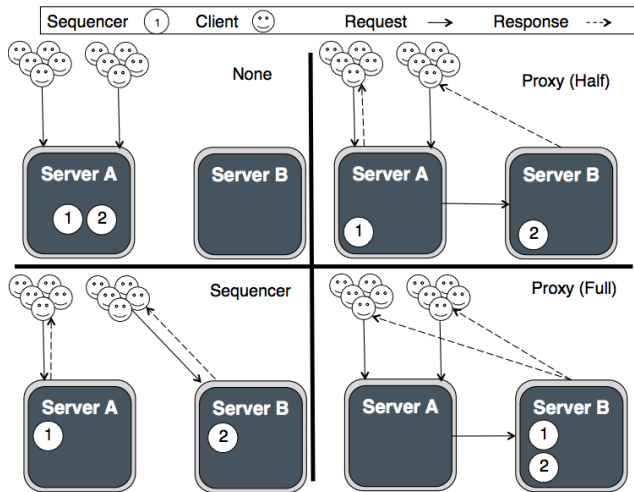 Sequencer 1 Client Request Response
None
Server A
1 2
Server B
Proxy (Half)
Server A
1
Server B
2
Sequencer
Server A
1
Server B
2
Proxy (Full)
Server A
Server B
1
2